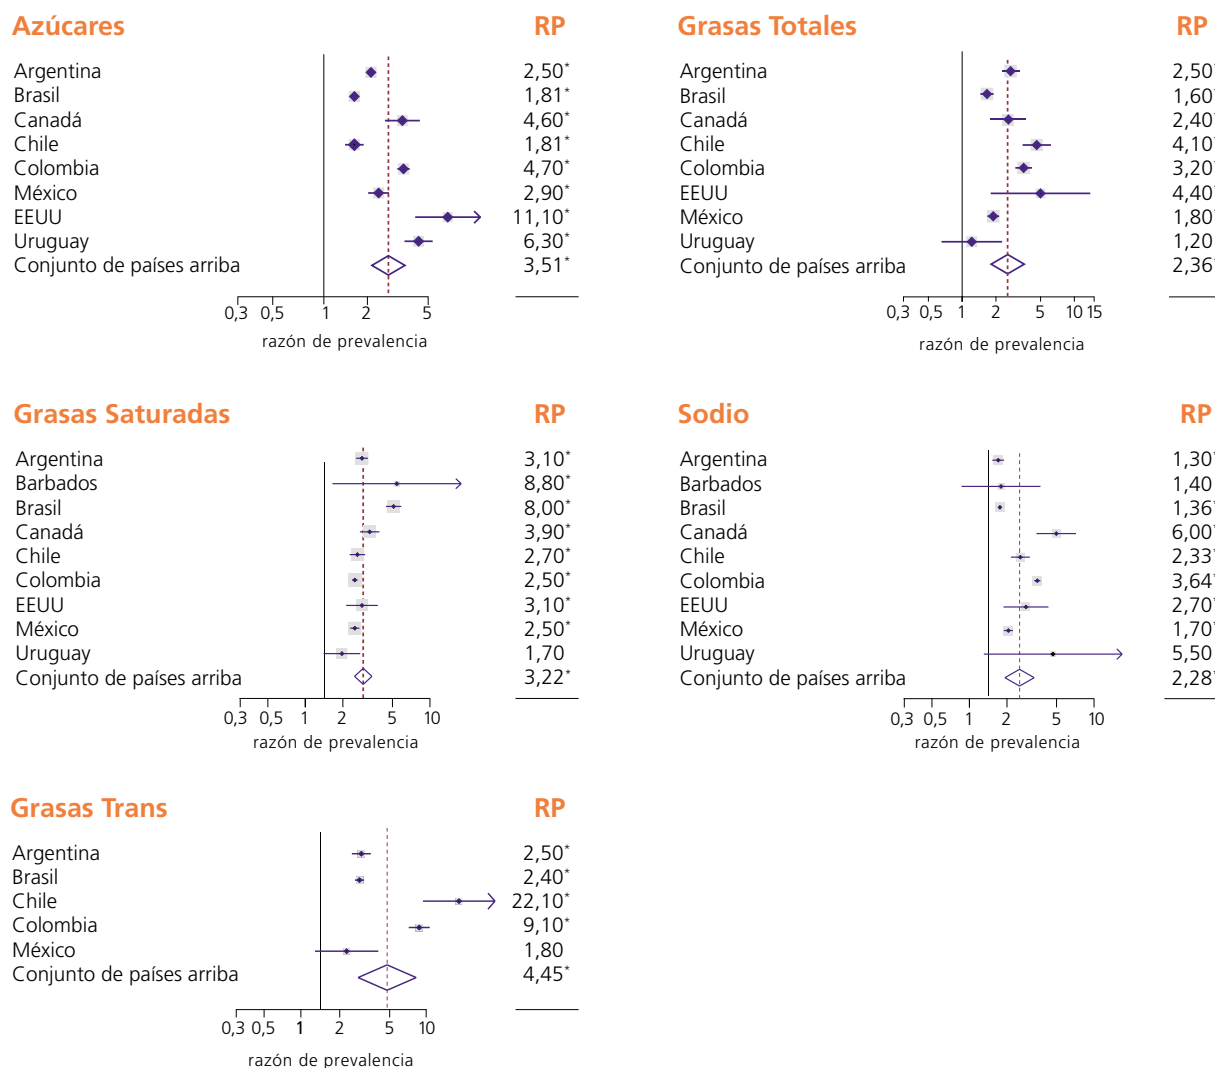 Azúcares RP
Argentina 2,50*
Brasil 1,81*
Canadá 4,60*
Chile 1,81*
Colombia 4,70*
México 2,90*
EEUU 11,10*
Uruguay 6,30*
Conjunto de países arriba 3,51*
0,3 0,5 1 2 5
razón de prevalencia
Grasas Totales RP
Argentina 2,50*
Brasil 1,60*
Canadá 2,40*
Chile 4,10*
Colombia 3,20*
EEUU 4,40*
México 1,80*
Uruguay 1,20
Conjunto de países arriba 2,36*
0,3 0,5 1 2 5 10 15
razón de prevalencia
Grasas Saturadas RP
Argentina 3,10*
Barbados 8,80*
Brasil 8,00*
Canadá 3,90*
Chile 2,70*
Colombia 2,50*
EEUU 3,10*
México 2,50*
Uruguay 1,70
Conjunto de países arriba 3,22*
0,3 0,5 1 2 5 10
razón de prevalencia
Sodio RP
Argentina 1,30*
Barbados 1,40
Brasil 1,36*
Canadá 6,00*
Chile 2,33*
Colombia 3,64*
EEUU 2,70*
México 1,70*
Uruguay 5,50
Conjunto de países arriba 2,28*
0,3 0,5 1 2 5 10
razón de prevalencia
Grasas Trans RP
Argentina 2,50*
Brasil 2,40*
Chile 22,10*
Colombia 9,10*
México 1,80
Conjunto de países arriba 4,45*
0,3 0,5 1 2 5 10
razón de prevalencia